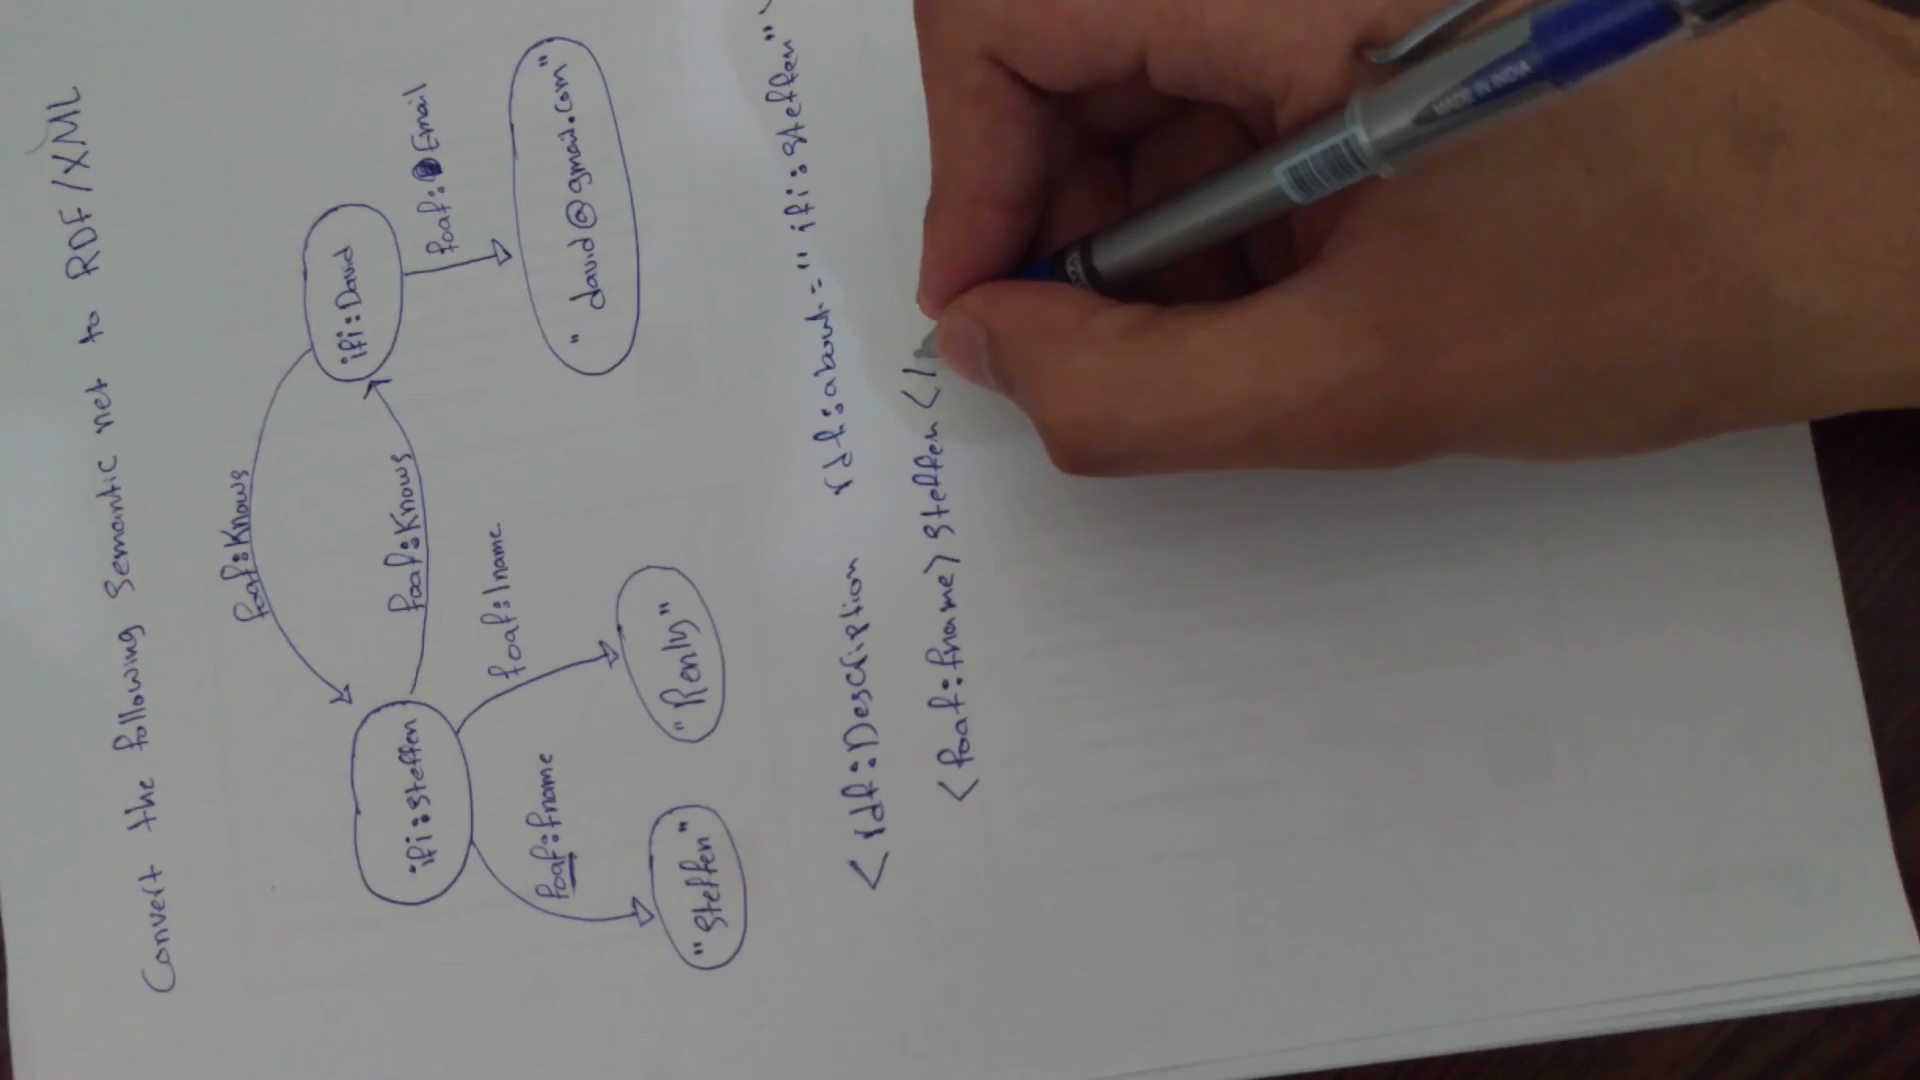 Convert the following Semantic net to RDF/XML
foaf:Knows
ifi:David
foaf:Knows
foaf:Email
ifi:Steffen
foaf:lname
"david@gmail.com"
foaf:fname
"Renly"
"Steffen"
<rdf:Description rdf:about="ifi:Steffen">
<foaf:fname>Steffen</
MADE IN INDIA